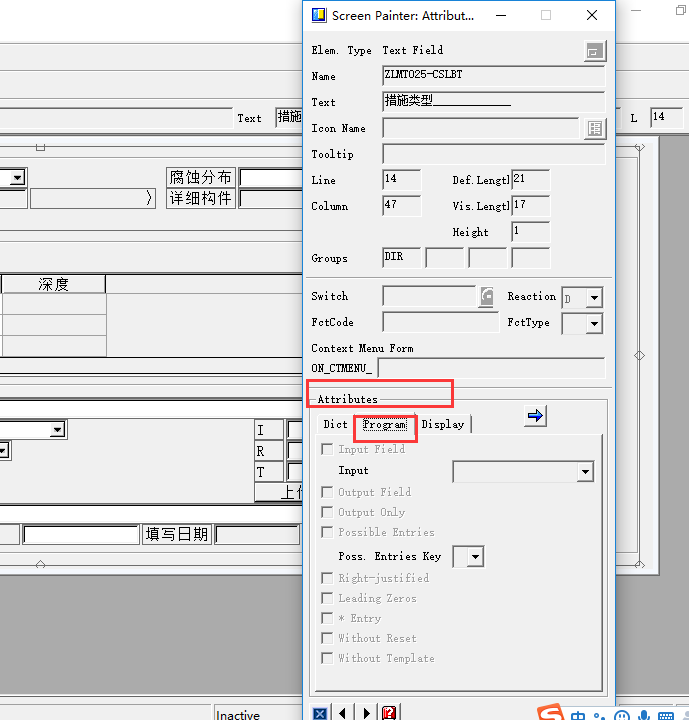 Screen Painter: Attribut...
Elem. Type Text Field
Name ZLMT025-CSLBT
Text 措施类型____________
Icon Name
Tooltip
Line 14 Def.Lengtl 21
Column 47 Vis.Lengtl 17
Height 1
Groups DIR
Switch Reaction D
FctCode FctType
Context Menu Form
ON_CTMENU_
Attributes
Dict Program Display
Input Field
Input
Output Field
Output Only
Possible Entries
Poss. Entries Key
Right-justified
Leading Zeros
* Entry
Without Reset
Without Template
Text 措施
L 14
腐蚀分布
详细构件
深度
I
R
T
填写日期
Inactive
中